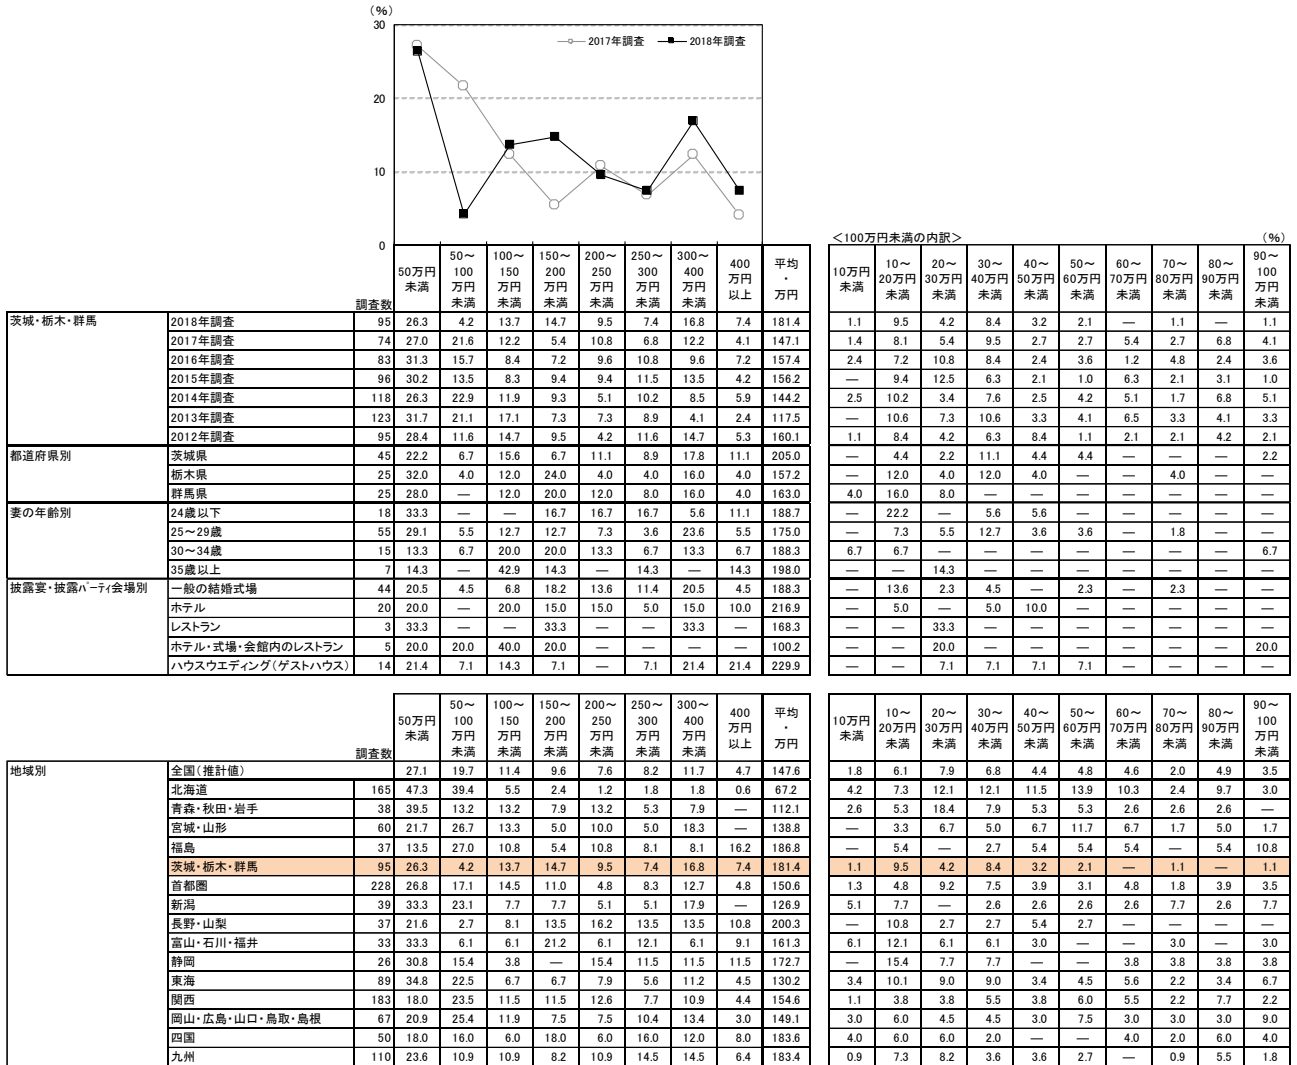 (%)
30
20
10
0
2017年調査 2018年調査
＜100万円未満の内訳＞ (%)
調査数 50万円未満 50～100万円未満 100～150万円未満 150～200万円未満 200～250万円未満 250～300万円未満 300～400万円未満 400万円以上 平均・万円 10万円未満 10～20万円未満 20～30万円未満 30～40万円未満 40～50万円未満 50～60万円未満 60～70万円未満 70～80万円未満 80～90万円未満 90～100万円未満
茨城・栃木・群馬 2018年調査 95 26.3 4.2 13.7 14.7 9.5 7.4 16.8 7.4 181.4 1.1 9.5 4.2 8.4 3.2 2.1 — 1.1 — 1.1
2017年調査 74 27.0 21.6 12.2 5.4 10.8 6.8 12.2 4.1 147.1 1.4 8.1 5.4 9.5 2.7 2.7 5.4 2.7 6.8 4.1
2016年調査 83 31.3 15.7 8.4 7.2 9.6 10.8 9.6 7.2 157.4 2.4 7.2 10.8 8.4 2.4 3.6 1.2 4.8 2.4 3.6
2015年調査 96 30.2 13.5 8.3 9.4 9.4 11.5 13.5 4.2 156.2 — 9.4 12.5 6.3 2.1 1.0 6.3 2.1 3.1 1.0
2014年調査 118 26.3 22.9 11.9 9.3 5.1 10.2 8.5 5.9 144.2 2.5 10.2 3.4 7.6 2.5 4.2 5.1 1.7 6.8 5.1
2013年調査 123 31.7 21.1 17.1 7.3 7.3 8.9 4.1 2.4 117.5 — 10.6 7.3 10.6 3.3 4.1 6.5 3.3 4.1 3.3
2012年調査 95 28.4 11.6 14.7 9.5 4.2 11.6 14.7 5.3 160.1 1.1 8.4 4.2 6.3 8.4 1.1 2.1 2.1 4.2 2.1
都道府県別 茨城県 45 22.2 6.7 15.6 6.7 11.1 8.9 17.8 11.1 205.0 — 4.4 2.2 11.1 4.4 4.4 — — — 2.2
栃木県 25 32.0 4.0 12.0 24.0 4.0 4.0 16.0 4.0 157.2 — 12.0 4.0 12.0 4.0 — — 4.0 — —
群馬県 25 28.0 — 12.0 20.0 12.0 8.0 16.0 4.0 163.0 4.0 16.0 8.0 — — — — — — —
妻の年齢別 24歳以下 18 33.3 — — 16.7 16.7 16.7 5.6 11.1 188.7 — 22.2 — 5.6 5.6 — — — — —
25～29歳 55 29.1 5.5 12.7 12.7 7.3 3.6 23.6 5.5 175.0 — 7.3 5.5 12.7 3.6 3.6 — 1.8 — —
30～34歳 15 13.3 6.7 20.0 20.0 13.3 6.7 13.3 6.7 188.3 6.7 6.7 — — — — — — — 6.7
35歳以上 7 14.3 — 42.9 14.3 — 14.3 — 14.3 198.0 — — 14.3 — — — — — — —
披露宴・披露パーティ会場別 一般の結婚式場 44 20.5 4.5 6.8 18.2 13.6 11.4 20.5 4.5 188.3 — 13.6 2.3 4.5 — 2.3 — 2.3 — —
ホテル 20 20.0 — 20.0 15.0 15.0 5.0 15.0 10.0 216.9 — 5.0 — 5.0 10.0 — — — — —
レストラン 3 33.3 — — 33.3 — — 33.3 — 168.3 — — 33.3 — — — — — — —
ホテル・式場・会館内のレストラン 5 20.0 20.0 40.0 20.0 — — — — 100.2 — — 20.0 — — — — — — 20.0
ハウスウエディング(ゲストハウス) 14 21.4 7.1 14.3 7.1 — 7.1 21.4 21.4 229.9 — — 7.1 7.1 7.1 7.1 — — — —
調査数 50万円未満 50～100万円未満 100～150万円未満 150～200万円未満 200～250万円未満 250～300万円未満 300～400万円未満 400万円以上 平均・万円 10万円未満 10～20万円未満 20～30万円未満 30～40万円未満 40～50万円未満 50～60万円未満 60～70万円未満 70～80万円未満 80～90万円未満 90～100万円未満
地域別 全国(推計値) 27.1 19.7 11.4 9.6 7.6 8.2 11.7 4.7 147.6 1.8 6.1 7.9 6.8 4.4 4.8 4.6 2.0 4.9 3.5
北海道 165 47.3 39.4 5.5 2.4 1.2 1.8 1.8 0.6 67.2 4.2 7.3 12.1 12.1 11.5 13.9 10.3 2.4 9.7 3.0
青森・秋田・岩手 38 39.5 13.2 13.2 7.9 13.2 5.3 7.9 — 112.1 2.6 5.3 18.4 7.9 5.3 5.3 2.6 2.6 2.6 —
宮城・山形 60 21.7 26.7 13.3 5.0 10.0 5.0 18.3 — 138.8 — 3.3 6.7 5.0 6.7 11.7 6.7 1.7 5.0 1.7
福島 37 13.5 27.0 10.8 5.4 10.8 8.1 8.1 16.2 186.8 — 5.4 — 2.7 5.4 5.4 5.4 — 5.4 10.8
茨城・栃木・群馬 95 26.3 4.2 13.7 14.7 9.5 7.4 16.8 7.4 181.4 1.1 9.5 4.2 8.4 3.2 2.1 — 1.1 — 1.1
首都圏 228 26.8 17.1 14.5 11.0 4.8 8.3 12.7 4.8 150.6 1.3 4.8 9.2 7.5 3.9 3.1 4.8 1.8 3.9 3.5
新潟 39 33.3 23.1 7.7 7.7 5.1 5.1 17.9 — 126.9 5.1 7.7 — 2.6 2.6 2.6 2.6 7.7 2.6 7.7
長野・山梨 37 21.6 2.7 8.1 13.5 16.2 13.5 13.5 10.8 200.3 — 10.8 2.7 2.7 5.4 2.7 — — — —
富山・石川・福井 33 33.3 6.1 6.1 21.2 6.1 12.1 6.1 9.1 161.3 6.1 12.1 6.1 6.1 3.0 — — 3.0 — 3.0
静岡 26 30.8 15.4 3.8 — 15.4 11.5 11.5 11.5 172.7 — 15.4 7.7 7.7 — — 3.8 3.8 3.8 3.8
東海 89 34.8 22.5 6.7 6.7 7.9 5.6 11.2 4.5 130.2 3.4 10.1 9.0 9.0 3.4 4.5 5.6 2.2 3.4 6.7
関西 183 18.0 23.5 11.5 11.5 12.6 7.7 10.9 4.4 154.6 1.1 3.8 3.8 5.5 3.8 6.0 5.5 2.2 7.7 2.2
岡山・広島・山口・鳥取・島根 67 20.9 25.4 11.9 7.5 7.5 10.4 13.4 3.0 149.1 3.0 6.0 4.5 4.5 3.0 7.5 3.0 3.0 3.0 9.0
四国 50 18.0 16.0 6.0 18.0 6.0 16.0 12.0 8.0 183.6 4.0 6.0 6.0 2.0 — — 4.0 2.0 6.0 4.0
九州 110 23.6 10.9 10.9 8.2 10.9 14.5 14.5 6.4 183.4 0.9 7.3 8.2 3.6 3.6 2.7 — 0.9 5.5 1.8